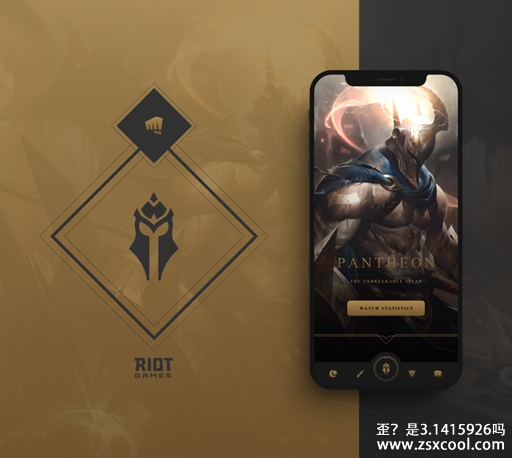 RIOT
GAMES
PANTHEON
THE UNBREAKABLE SPEAR
WATCH STATISTICS
歪？是3.1415926吗
www.zsxcool.com